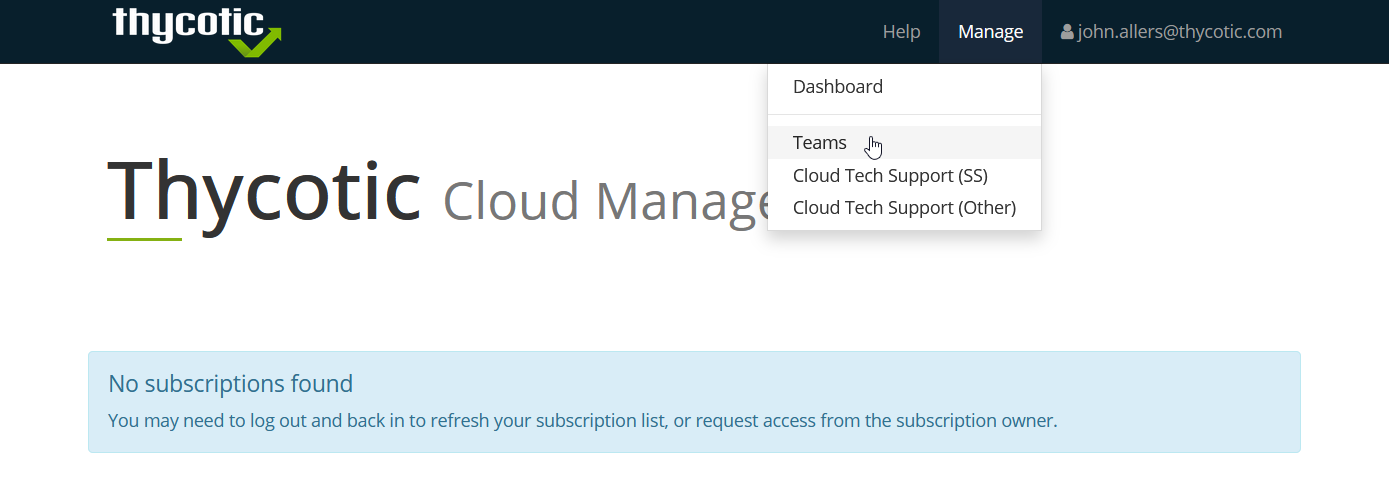 thycotic
Help Manage john.allers@thycotic.com
Dashboard
Teams
Cloud Tech Support (SS)
Cloud Tech Support (Other)
Thycotic Cloud
No subscriptions found
You may need to log out and back in to refresh your subscription list, or request access from the subscription owner.